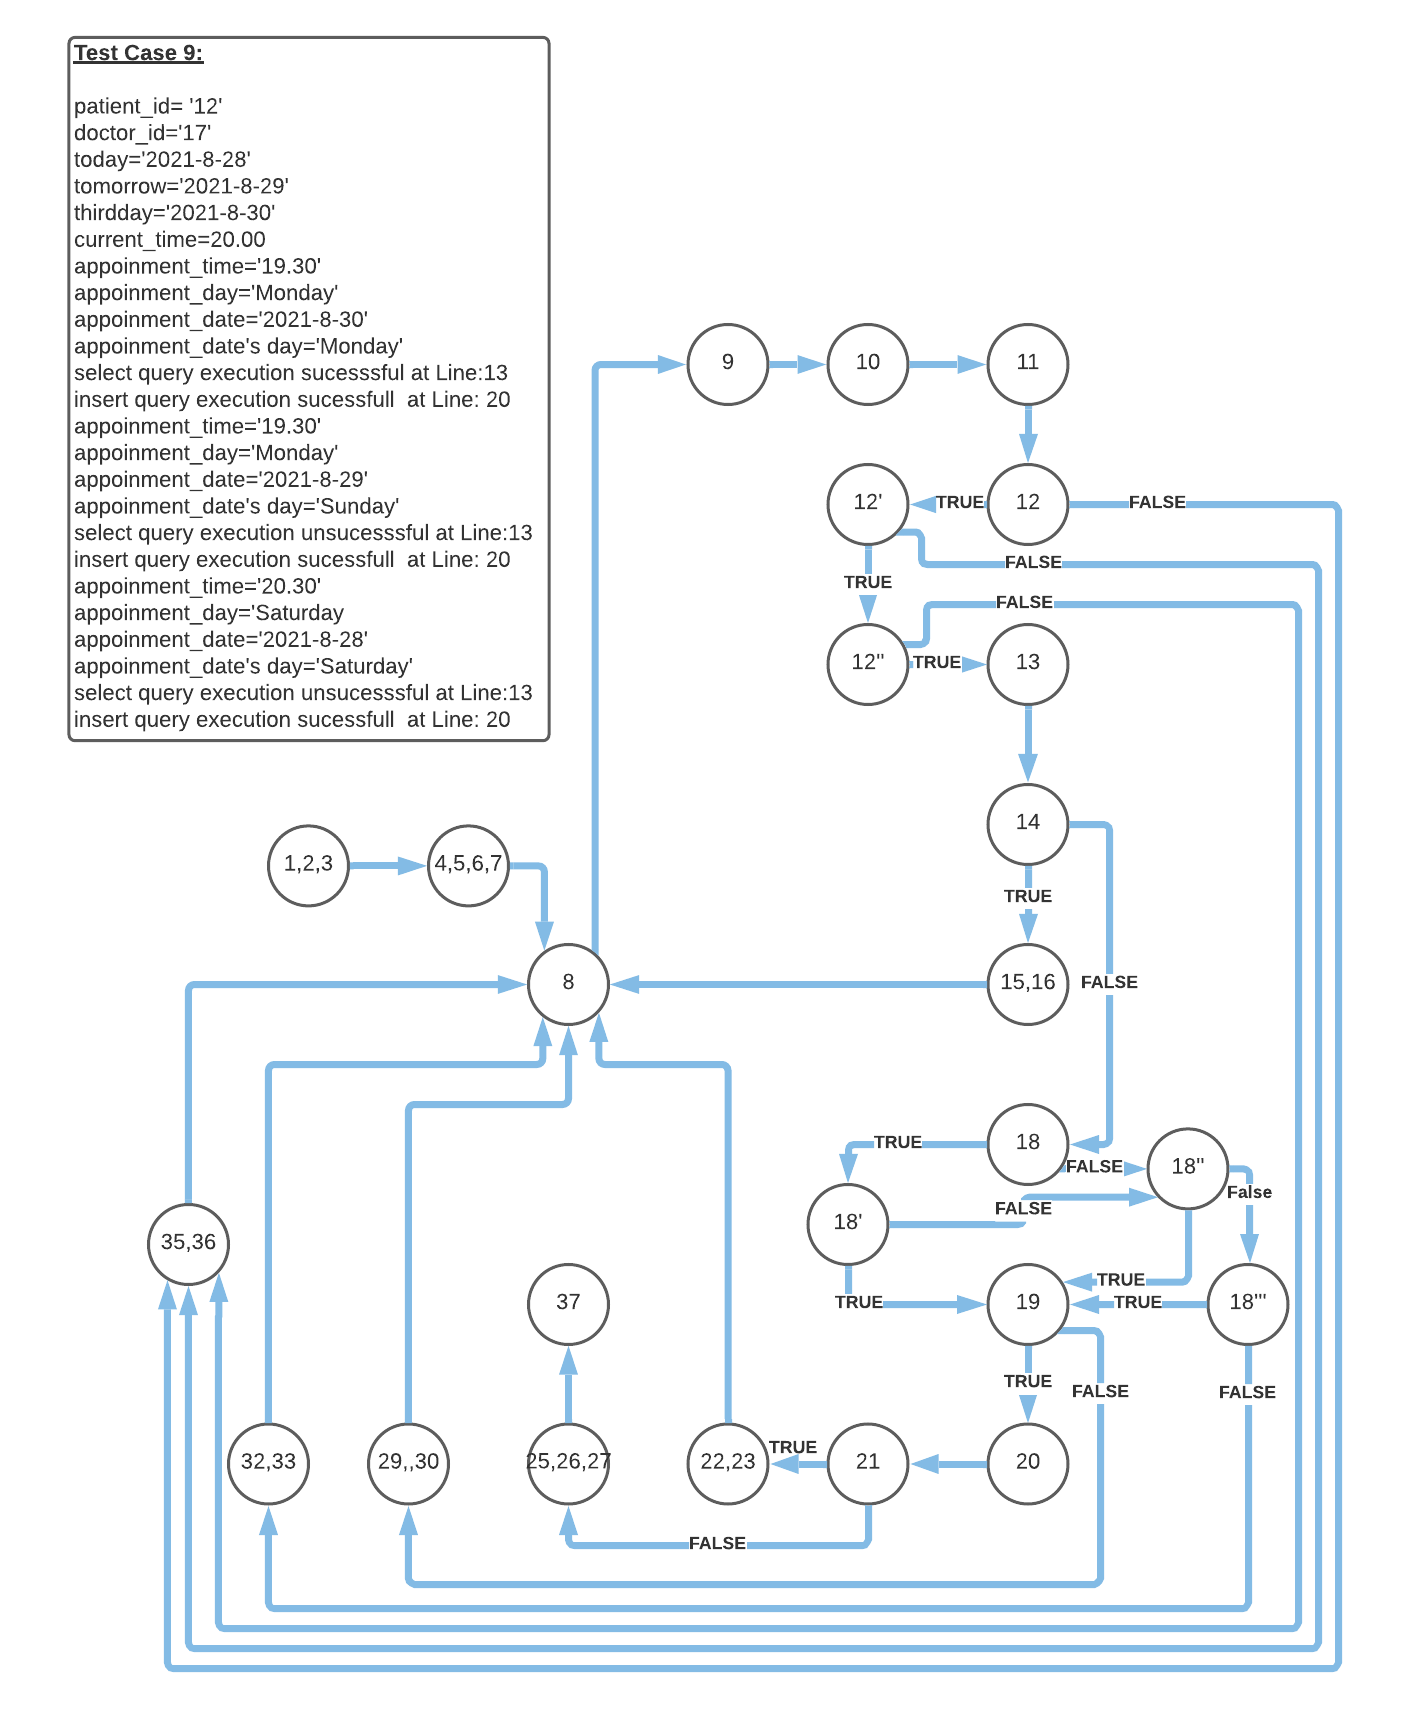 Test Case 9:
patient_id= '12'
doctor_id='17'
today='2021-8-28'
tomorrow='2021-8-29'
thirdday='2021-8-30'
current_time=20.00
appoinment_time='19.30'
appoinment_day='Monday'
appoinment_date='2021-8-30'
appoinment_date's day='Monday'
select query execution sucesssful at Line:13
insert query execution sucessfull  at Line: 20
appoinment_time='19.30'
appoinment_day='Monday'
appoinment_date='2021-8-29'
appoinment_date's day='Sunday'
select query execution unsucesssful at Line:13
insert query execution sucessfull  at Line: 20
appoinment_time='20.30'
appoinment_day='Saturday
appoinment_date='2021-8-28'
appoinment_date's day='Saturday'
select query execution unsucesssful at Line:13
insert query execution sucessfull  at Line: 20
9
10
11
12'
TRUE
12
FALSE
FALSE
TRUE
FALSE
12''
TRUE
13
14
1,2,3
4,5,6,7
TRUE
8
15,16
FALSE
18
TRUE
FALSE
18''
False
FALSE
18'
35,36
TRUE
37
TRUE
19
TRUE
18'''
TRUE
FALSE
FALSE
TRUE
32,33
29,,30
25,26,27
22,23
21
20
FALSE